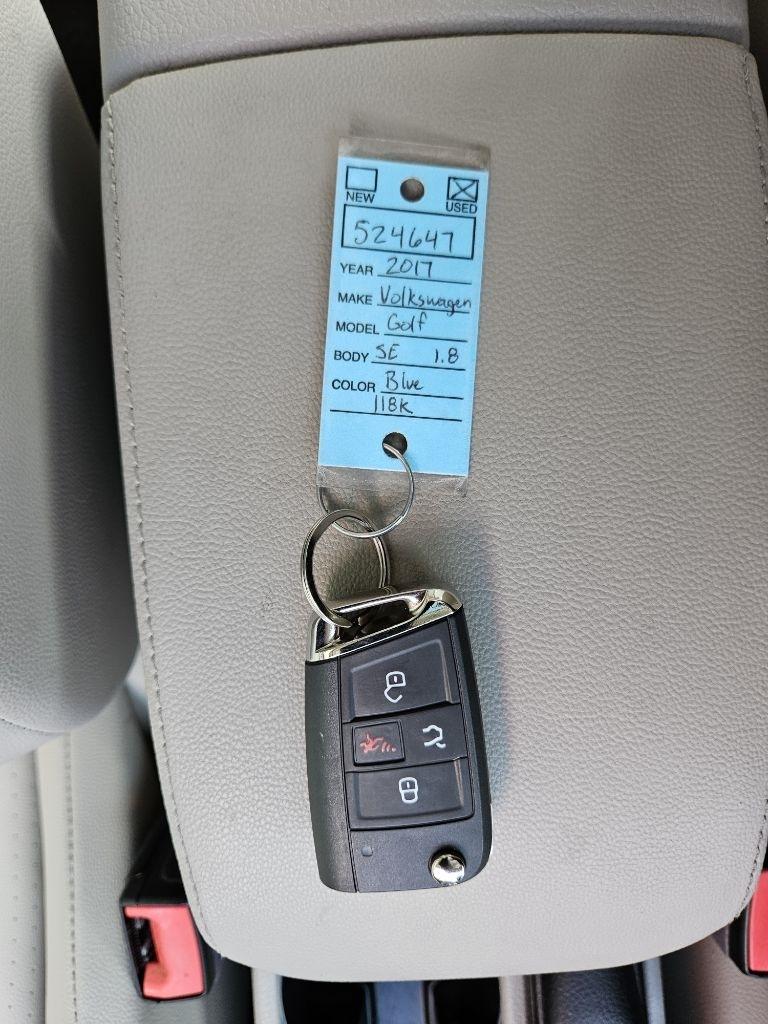 NEW USED
524647
YEAR 2017
MAKE Volkswagen
MODEL Golf
BODY SE 1.8
COLOR Blue
118K